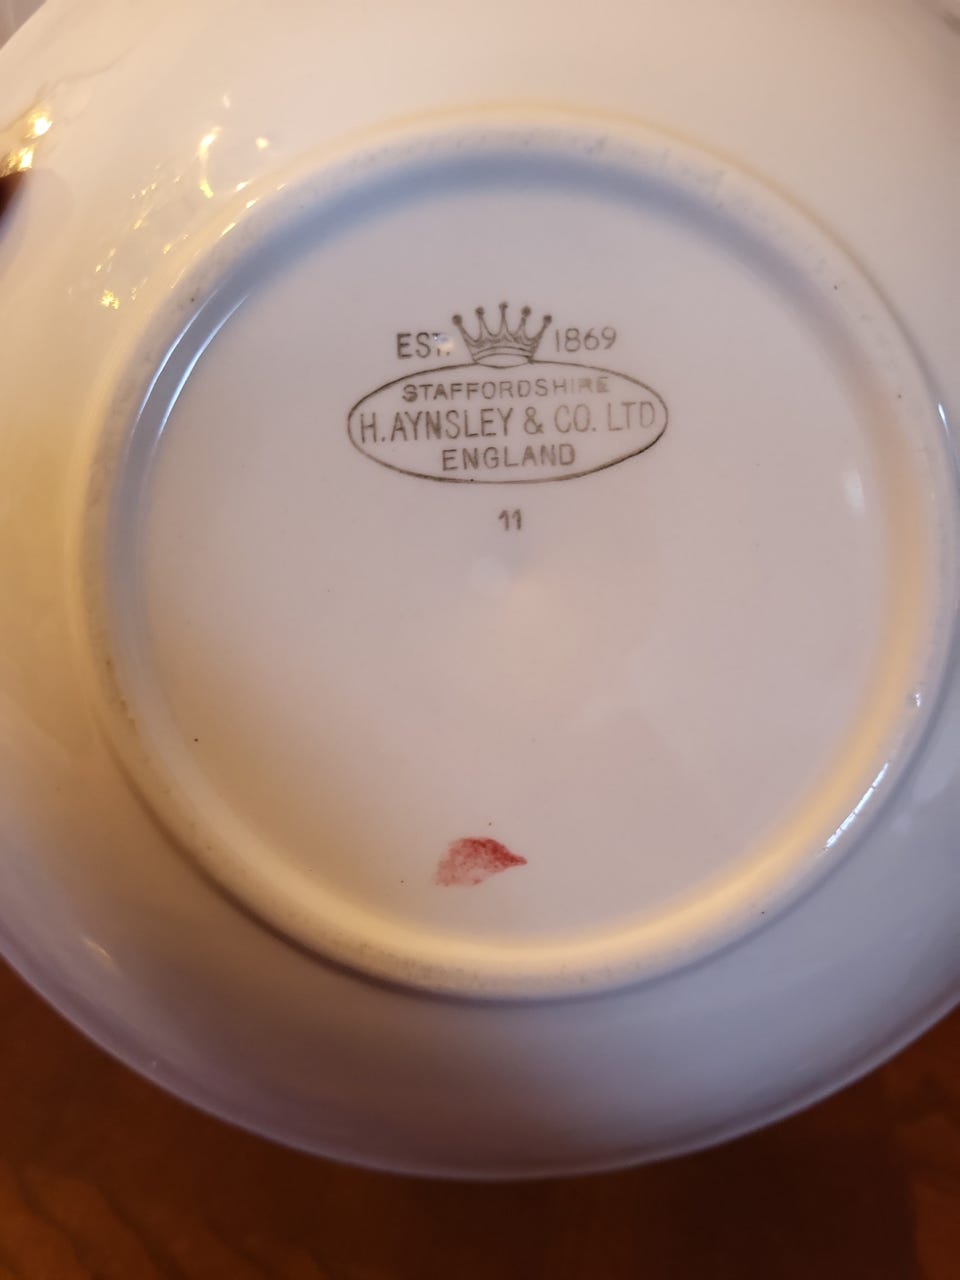 EST. 1869
STAFFORDSHIRE
H. AYNSLEY & CO. LTD
ENGLAND
11